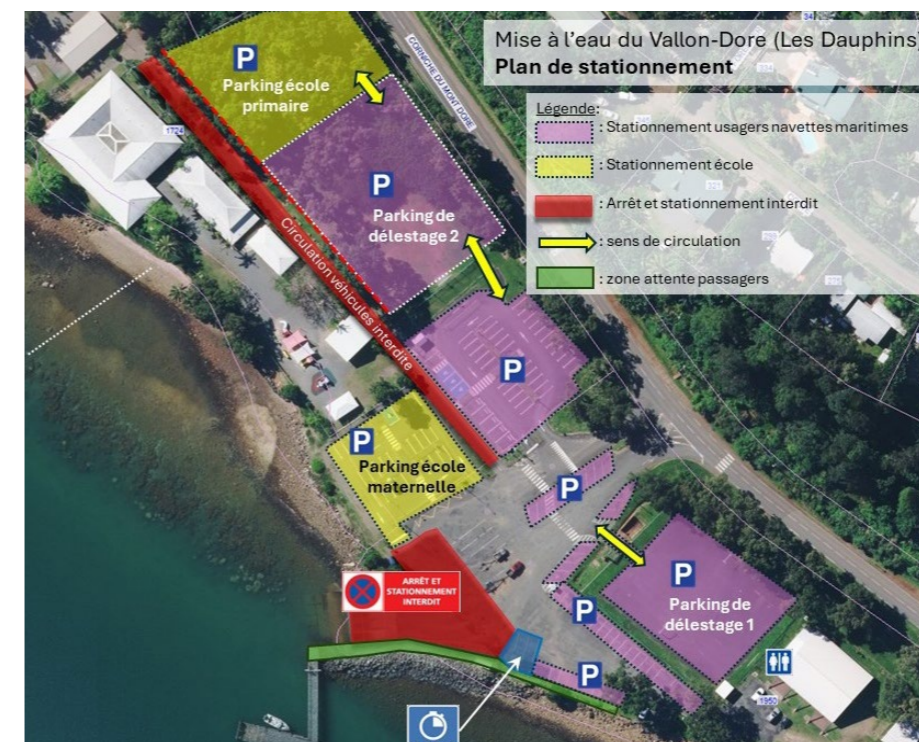 Mise à l'eau du Vallon-Dore (Les Dauphins)
Plan de stationnement
Légende:
: Stationnement usagers navettes maritimes
: Stationnement école
: Arrêt et stationnement interdit
: sens de circulation
: zone attente passagers
CORNICHE DU MONT DORE
P
Parking école
primaire
1724
P
Parking de
délestage 2
Circulation véhicules interdite
P
P
Parking école
maternelle
P
P
Parking de
délestage 1
ARRÊT ET
STATIONNEMENT
INTERDIT
P
P
1950